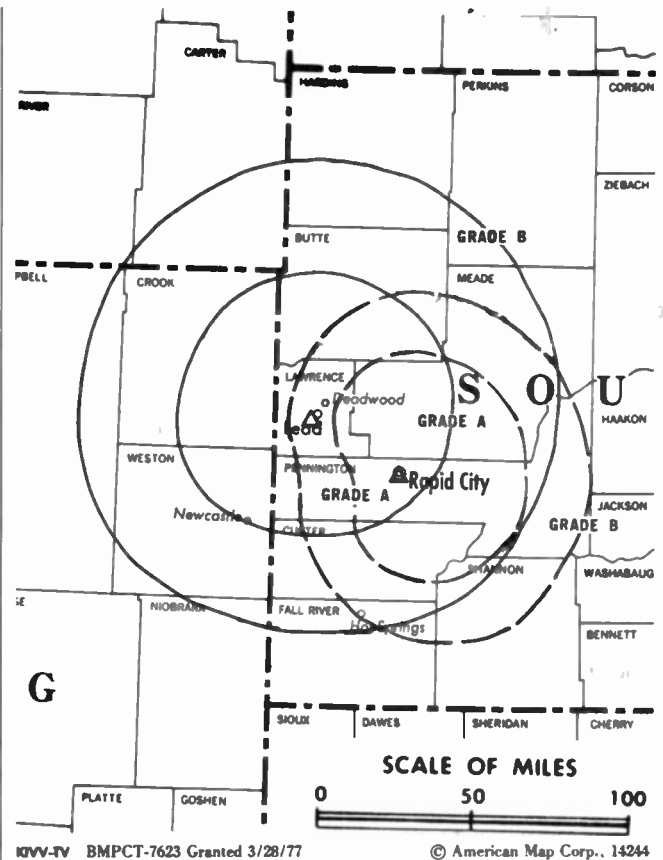 CARTER
HARDING
PERKINS
CORSON
RIVER
ZIEBACH
BUTTE
GRADE B
PBELL
CROOK
MEADE
LAWRENCE
Deadwood
S O U
HAAKON
GRADE A
Lead
WESTON
PENNINGTON
Rapid City
GRADE A
JACKSON
Newcastle
CUSTER
GRADE B
SHANNON
WASHABAUG
GE
NIOBRARA
FALL RIVER
Hot Springs
BENNETT
G
SIOUX
DAWES
SHERIDAN
CHERRY
SCALE OF MILES
PLATTE
GOSHEN
0 50 100
KIVV-TV BMPCT-7623 Granted 3/28/77
© American Map Corp., 14244